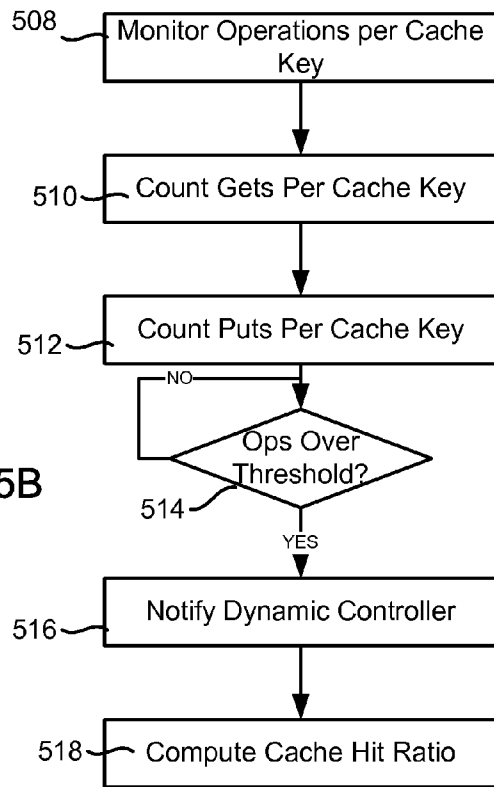 508
Monitor Operations per Cache
Key
510
Count Gets Per Cache Key
512
Count Puts Per Cache Key
NO
Ops Over
Threshold?
514
5B
YES
516
Notify Dynamic Controller
518
Compute Cache Hit Ratio